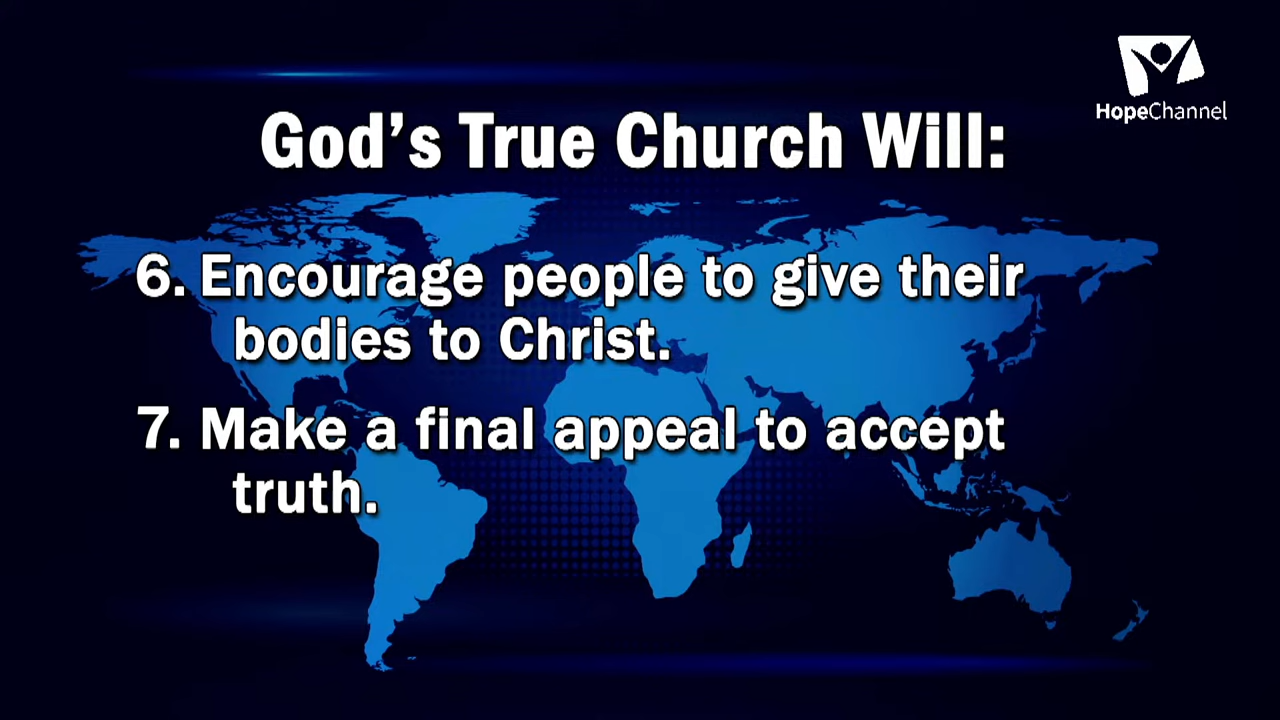 HopeChannel
God's True Church Will:
6. Encourage people to give their
bodies to Christ.
7. Make a final appeal to accept
truth.